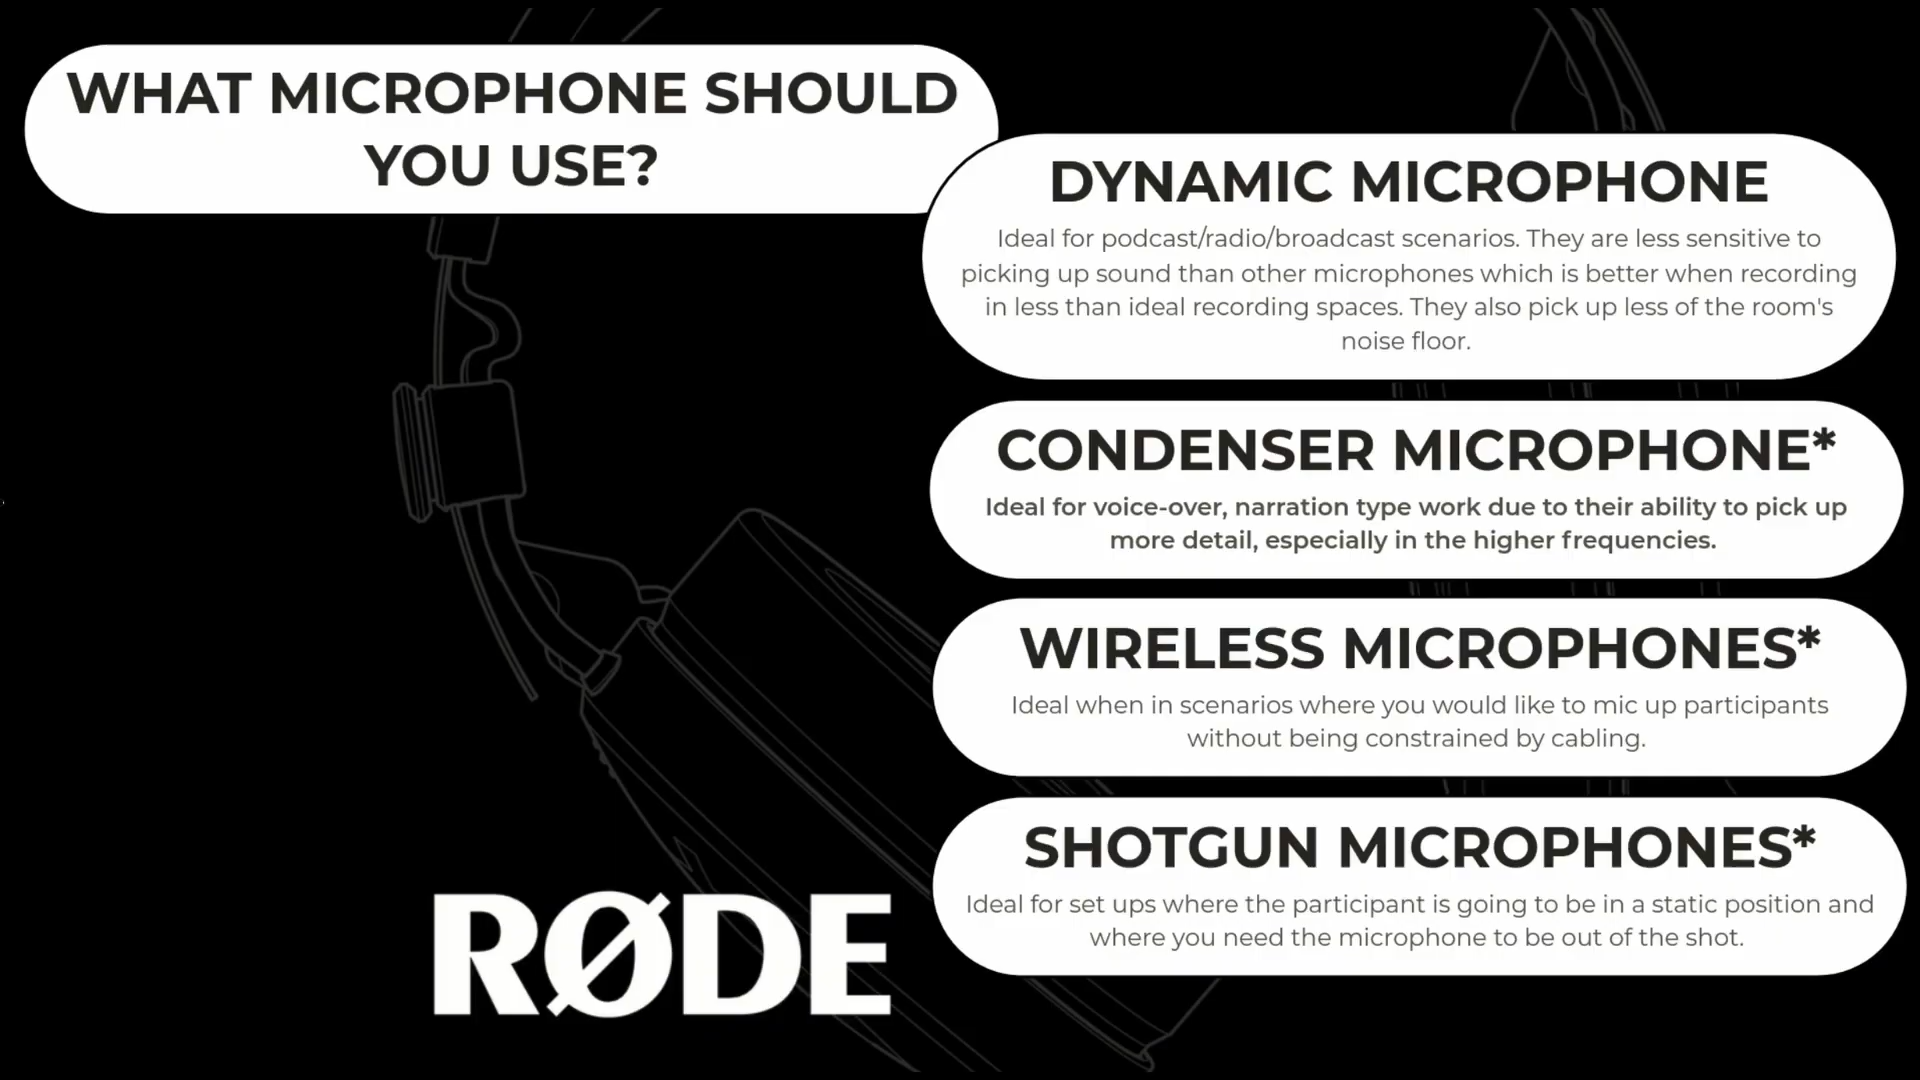 WHAT MICROPHONE SHOULD
YOU USE?
DYNAMIC MICROPHONE
Ideal for podcast/radio/broadcast scenarios. They are less sensitive to
picking up sound than other microphones which is better when recording
in less than ideal recording spaces. They also pick up less of the room's
noise floor.
CONDENSER MICROPHONE*
Ideal for voice-over, narration type work due to their ability to pick up
more detail, especially in the higher frequencies.
WIRELESS MICROPHONES*
Ideal when in scenarios where you would like to mic up participants
without being constrained by cabling.
SHOTGUN MICROPHONES*
Ideal for set ups where the participant is going to be in a static position and
where you need the microphone to be out of the shot.
RØDE